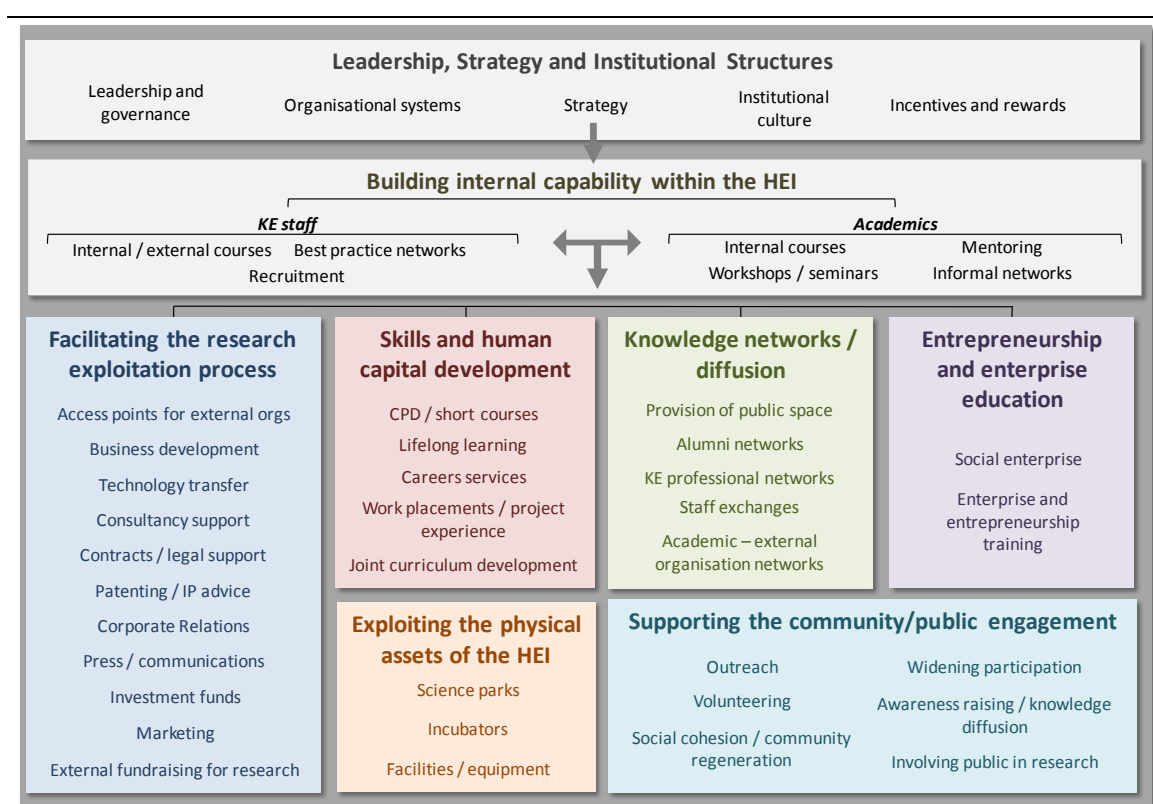 Leadership, Strategy and Institutional Structures
Leadership and
governance
Organisational systems
Strategy
Institutional
culture
Incentives and rewards
Building internal capability within the HEI
KE staff
Internal / external courses
Best practice networks
Recruitment
Academics
Internal courses
Mentoring
Workshops / seminars
Informal networks
Facilitating the research
exploitation process
Access points for external orgs
Business development
Technology transfer
Consultancy support
Contracts / legal support
Patenting / IP advice
Corporate Relations
Press / communications
Investment funds
Marketing
External fundraising for research
Skills and human
capital development
CPD / short courses
Lifelong learning
Careers services
Work placements / project
experience
Joint curriculum development
Knowledge networks /
diffusion
Provision of public space
Alumni networks
KE professional networks
Staff exchanges
Academic – external
organisation networks
Entrepreneurship
and enterprise
education
Social enterprise
Enterprise and
entrepreneurship
training
Exploiting the physical
assets of the HEI
Science parks
Incubators
Facilities / equipment
Supporting the community/public engagement
Outreach
Volunteering
Social cohesion / community
regeneration
Widening participation
Awareness raising / knowledge
diffusion
Involving public in research